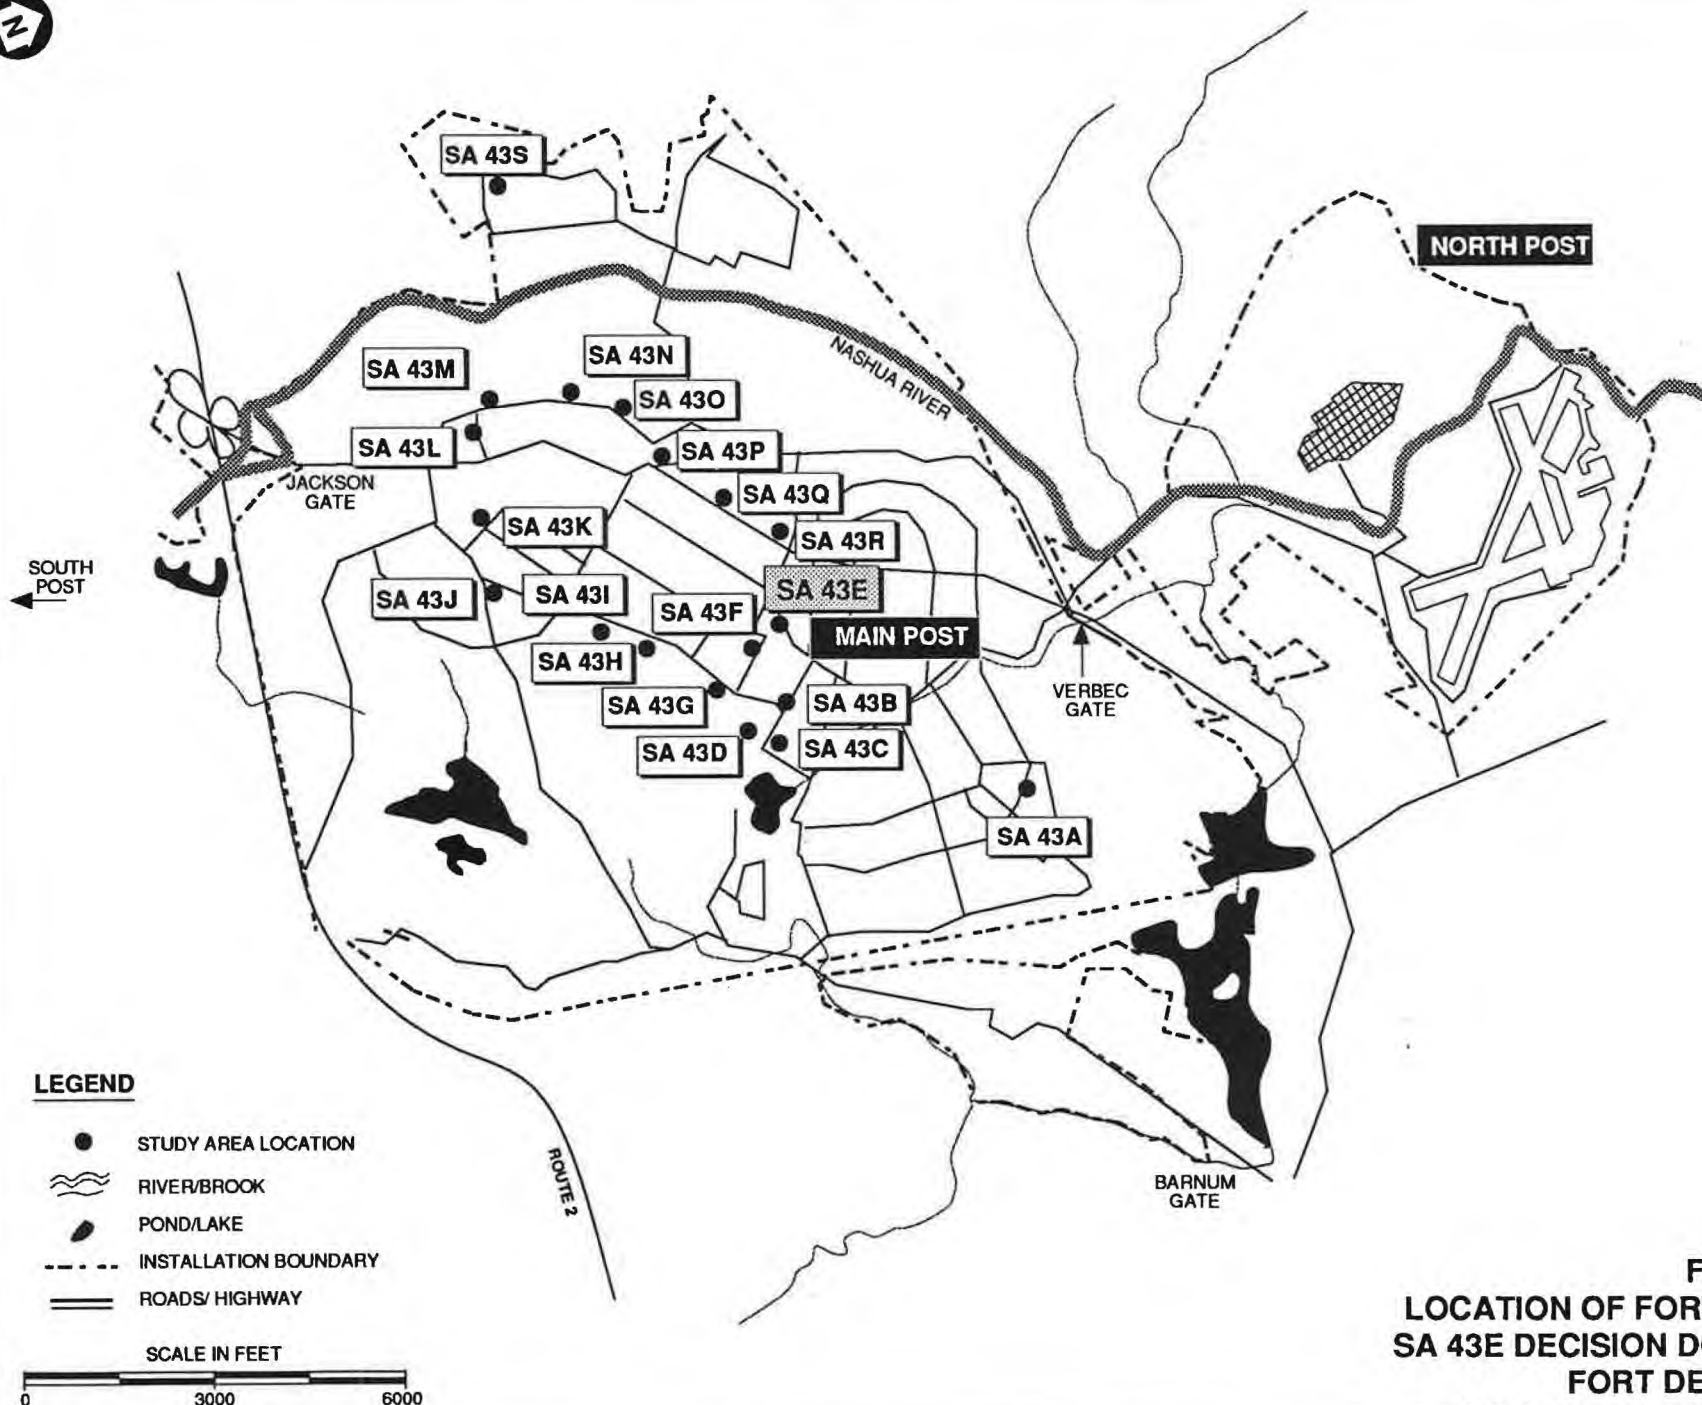 N
SA 43S
NORTH POST
SA 43N
SA 43M
SA 43O
NASHUA RIVER
SA 43L
SA 43P
JACKSON
GATE
SA 43Q
SA 43K
SA 43R
SOUTH
POST
SA 43J
SA 43I
SA 43E
SA 43F
MAIN POST
SA 43H
VERBEC
GATE
SA 43G
SA 43B
SA 43D
SA 43C
SA 43A
LEGEND
STUDY AREA LOCATION
RIVER/BROOK
POND/LAKE
INSTALLATION BOUNDARY
ROADS/ HIGHWAY
SCALE IN FEET
0 3000 6000
ROUTE 2
BARNUM
GATE
F
LOCATION OF FOR
SA 43E DECISION D
FORT DE